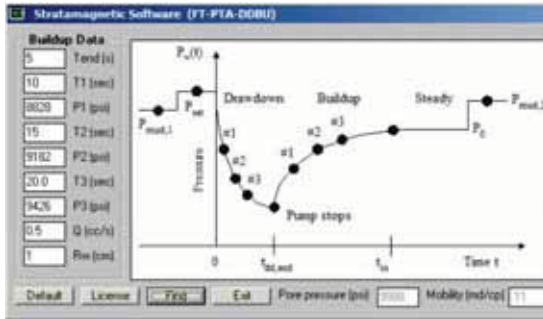 Stratamagnetic Software (FT-PTA-DDBU)
Buildup Data
5 Tend (s)
10 T1 (sec)
8828 P1 (psi)
15 T2 (sec)
9182 P2 (psi)
20.0 T3 (sec)
9426 P3 (psi)
0.5 Q (cc/s)
1 Rw (cm)
Pw(t)
Drawdown Buildup Steady
Pmud,1
Pset
Pmud,2
P0
#1
#2
#3
#1
#2
#3
Pressure
Pump stops
0
Time t
Default License Find Exit Pore pressure (psi) Mobility (md/cp) 11